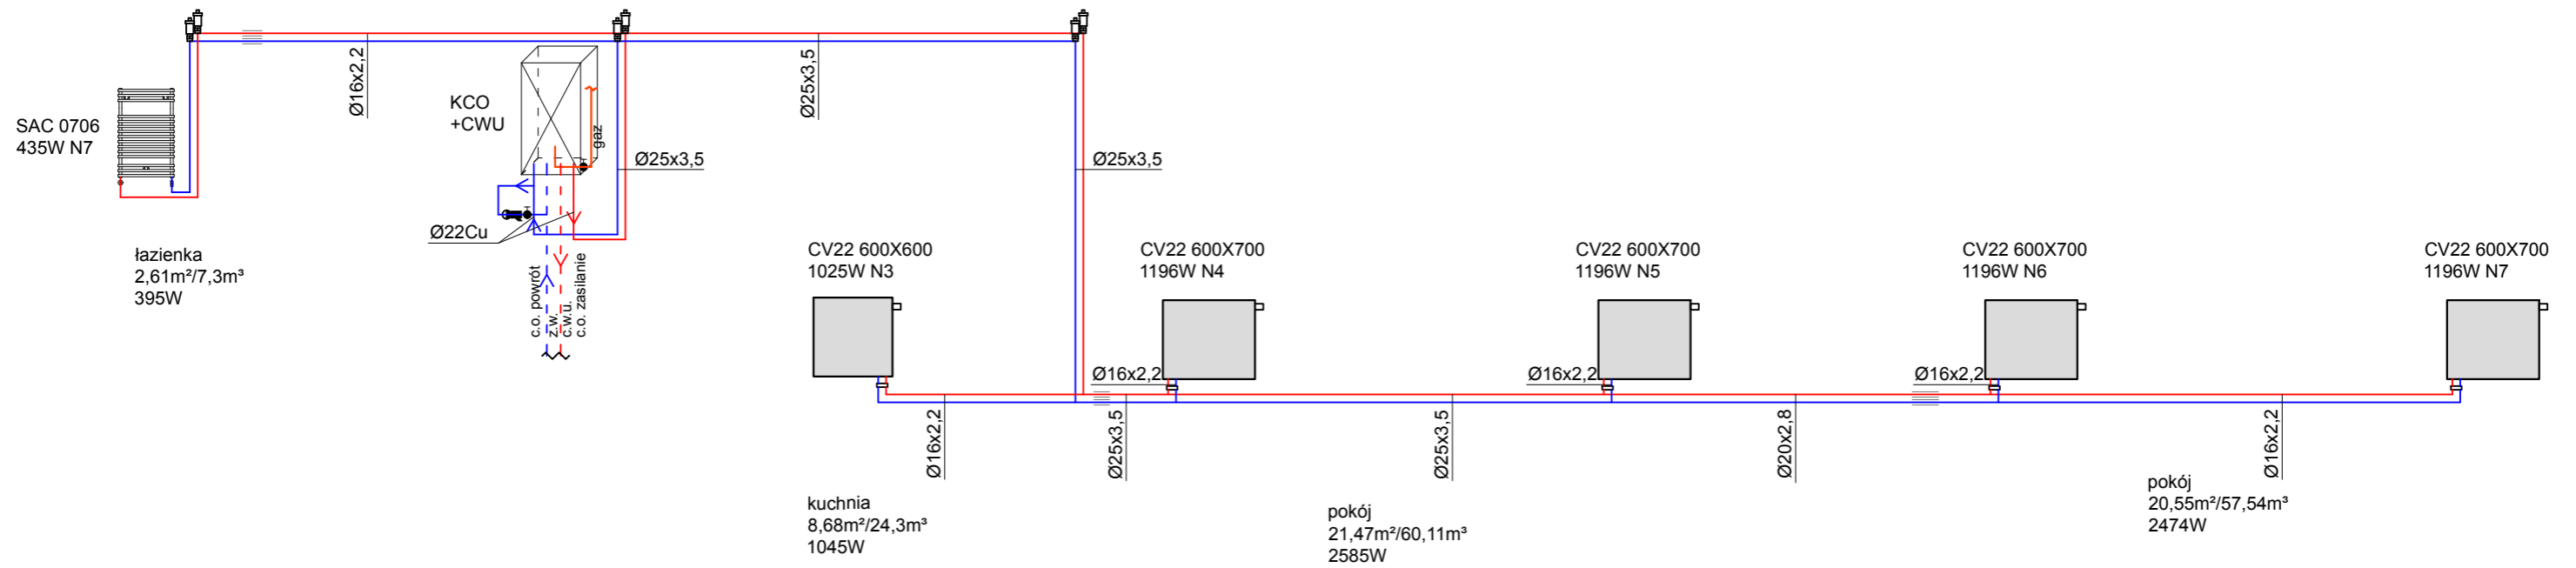 SAC 0706
435W N7
łazienka
2,61m²/7,3m³
395W
Ø16x2,2
KCO
+CWU
gaz
Ø22Cu
c.o. powrót
z.w.
c.w.u.
c.o. zasilanie
Ø25x3,5
Ø25x3,5
Ø25x3,5
CV22 600X600
1025W N3
CV22 600X700
1196W N4
CV22 600X700
1196W N5
CV22 600X700
1196W N6
CV22 600X700
1196W N7
Ø16x2,2
Ø16x2,2
Ø16x2,2
Ø16x2,2
Ø25x3,5
Ø25x3,5
Ø20x2,8
Ø16x2,2
kuchnia
8,68m²/24,3m³
1045W
pokój
21,47m²/60,11m³
2585W
pokój
20,55m²/57,54m³
2474W